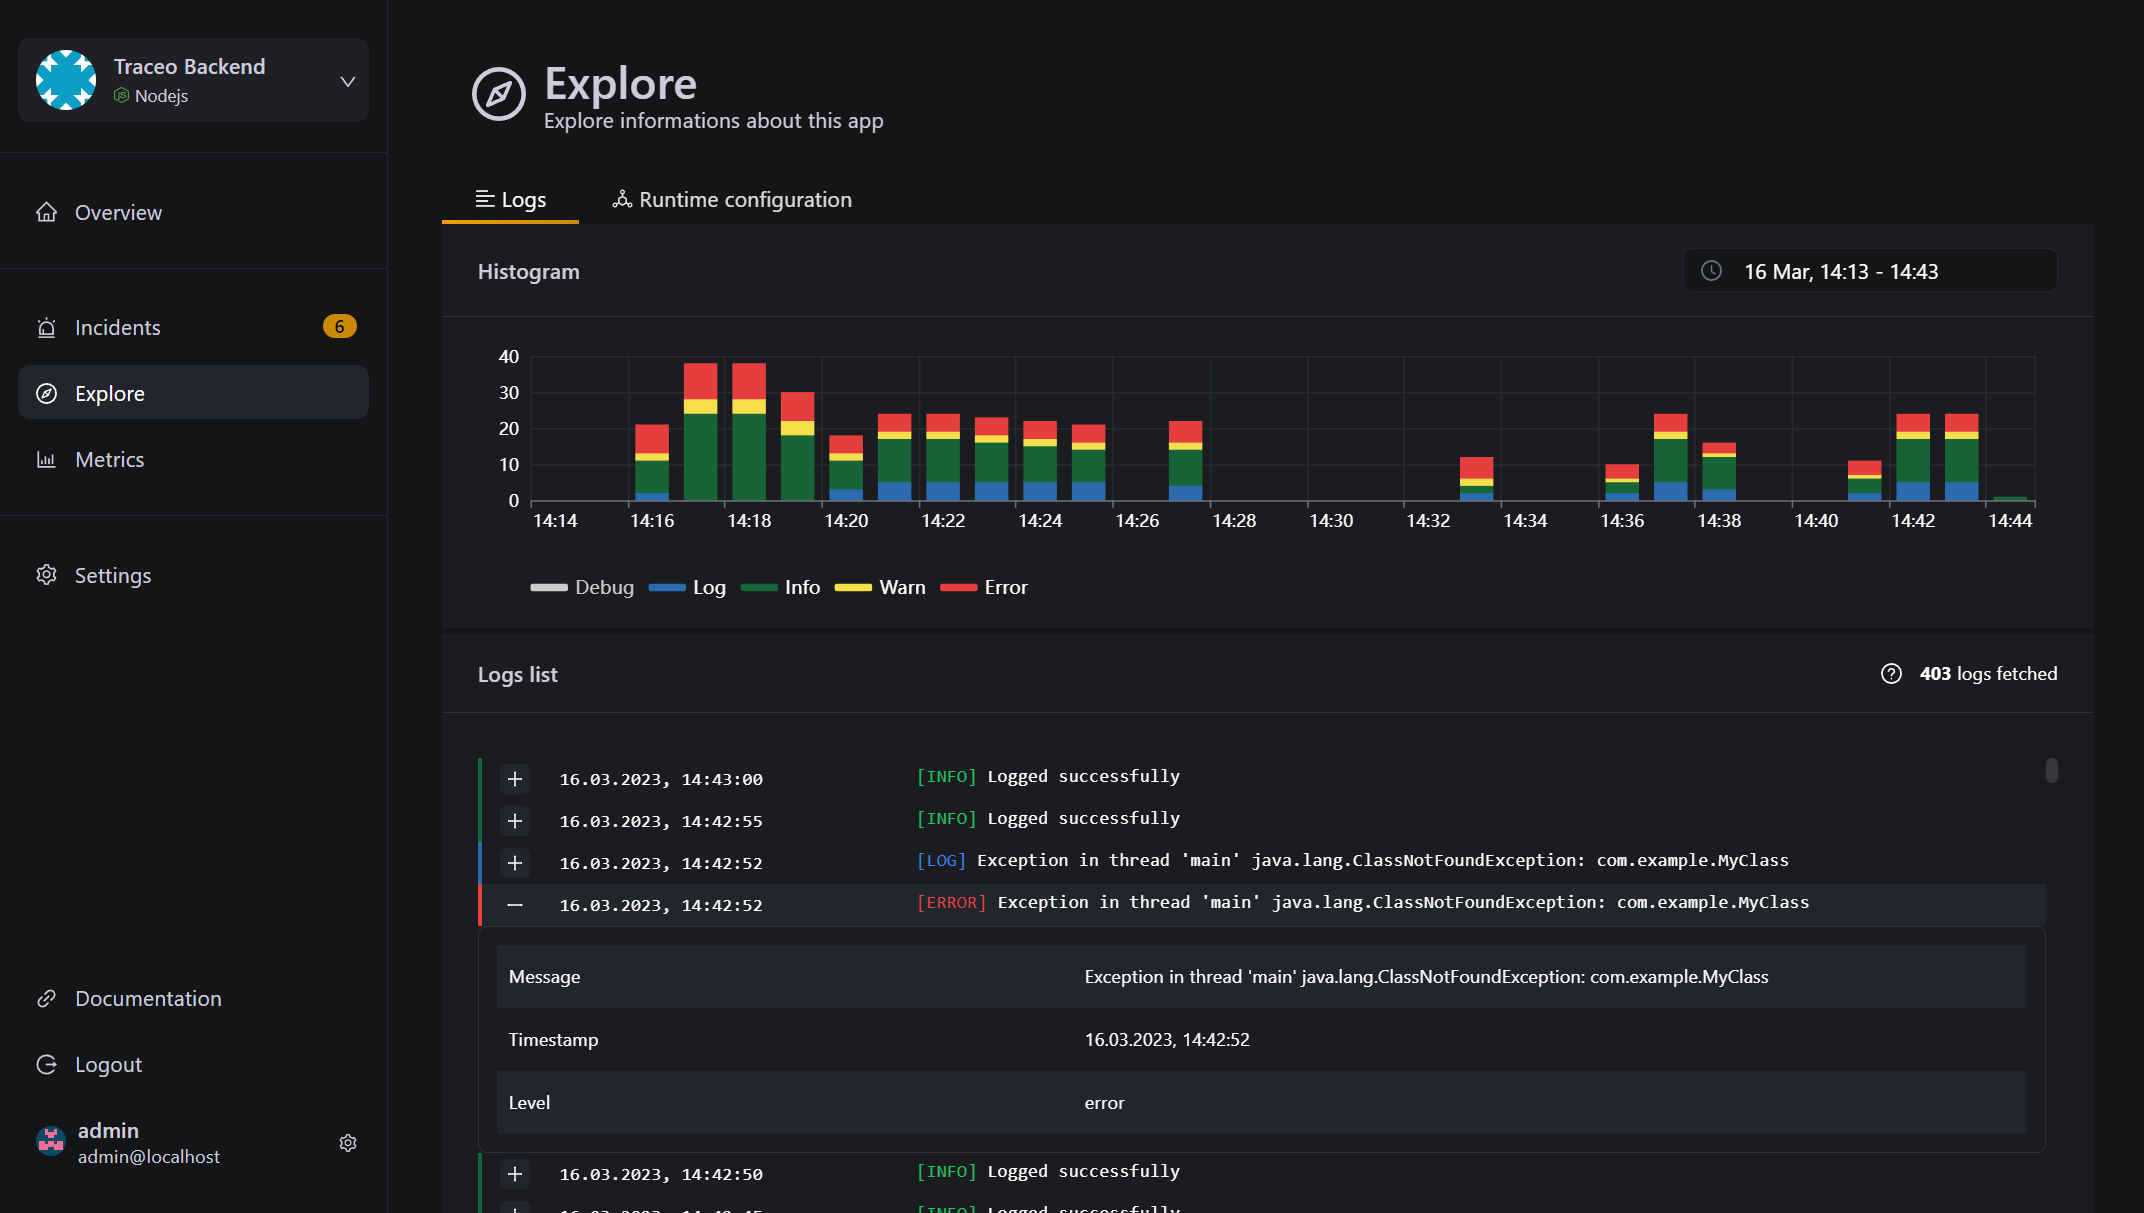 Traceo Backend
Nodejs
Overview
Incidents
6
Explore
Metrics
Settings
Documentation
Logout
admin
admin@localhost
Explore
Explore informations about this app
Logs
Runtime configuration
Histogram
16 Mar, 14:13 - 14:43
40
30
20
10
0
14:14 14:16 14:18 14:20 14:22 14:24 14:26 14:28 14:30 14:32 14:34 14:36 14:38 14:40 14:42 14:44
Debug Log Info Warn Error
Logs list
403 logs fetched
16.03.2023, 14:43:00 [INFO] Logged successfully
16.03.2023, 14:42:55 [INFO] Logged successfully
16.03.2023, 14:42:52 [LOG] Exception in thread 'main' java.lang.ClassNotFoundException: com.example.MyClass
16.03.2023, 14:42:52 [ERROR] Exception in thread 'main' java.lang.ClassNotFoundException: com.example.MyClass
Message Exception in thread 'main' java.lang.ClassNotFoundException: com.example.MyClass
Timestamp 16.03.2023, 14:42:52
Level error
16.03.2023, 14:42:50 [INFO] Logged successfully
[INFO] Logged successfully